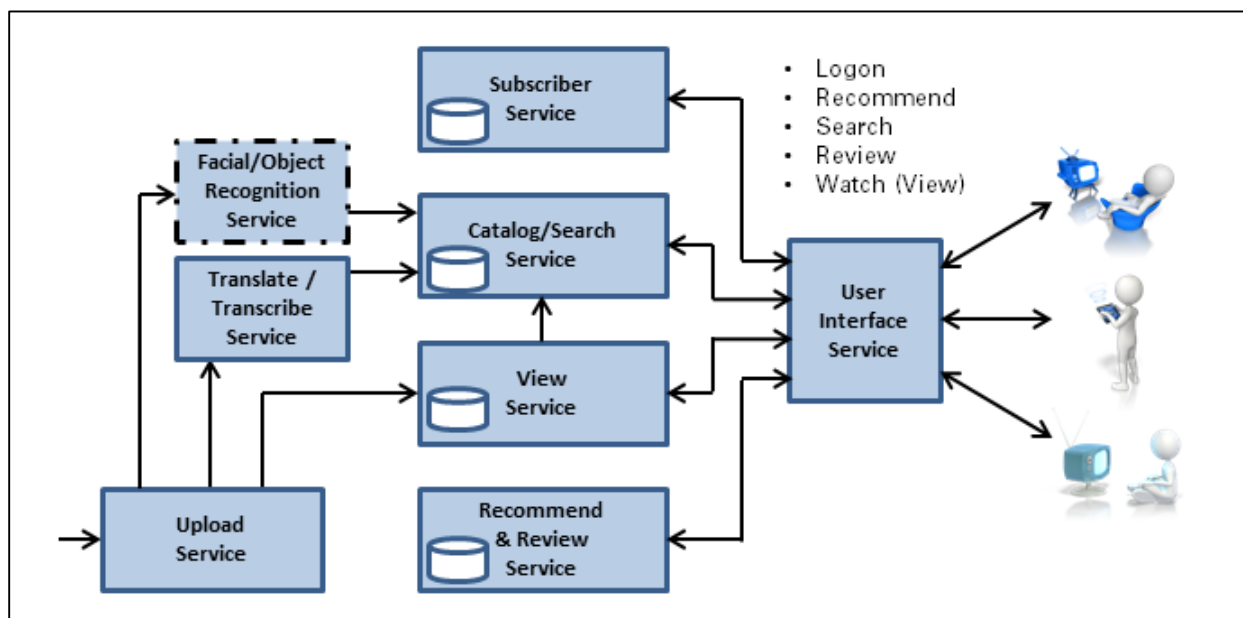 Subscriber
Service
• Logon
• Recommend
• Search
• Review
• Watch (View)
Facial/Object
Recognition
Service
Catalog/Search
Service
Translate /
Transcribe
Service
User
Interface
Service
View
Service
Upload
Service
Recommend
& Review
Service